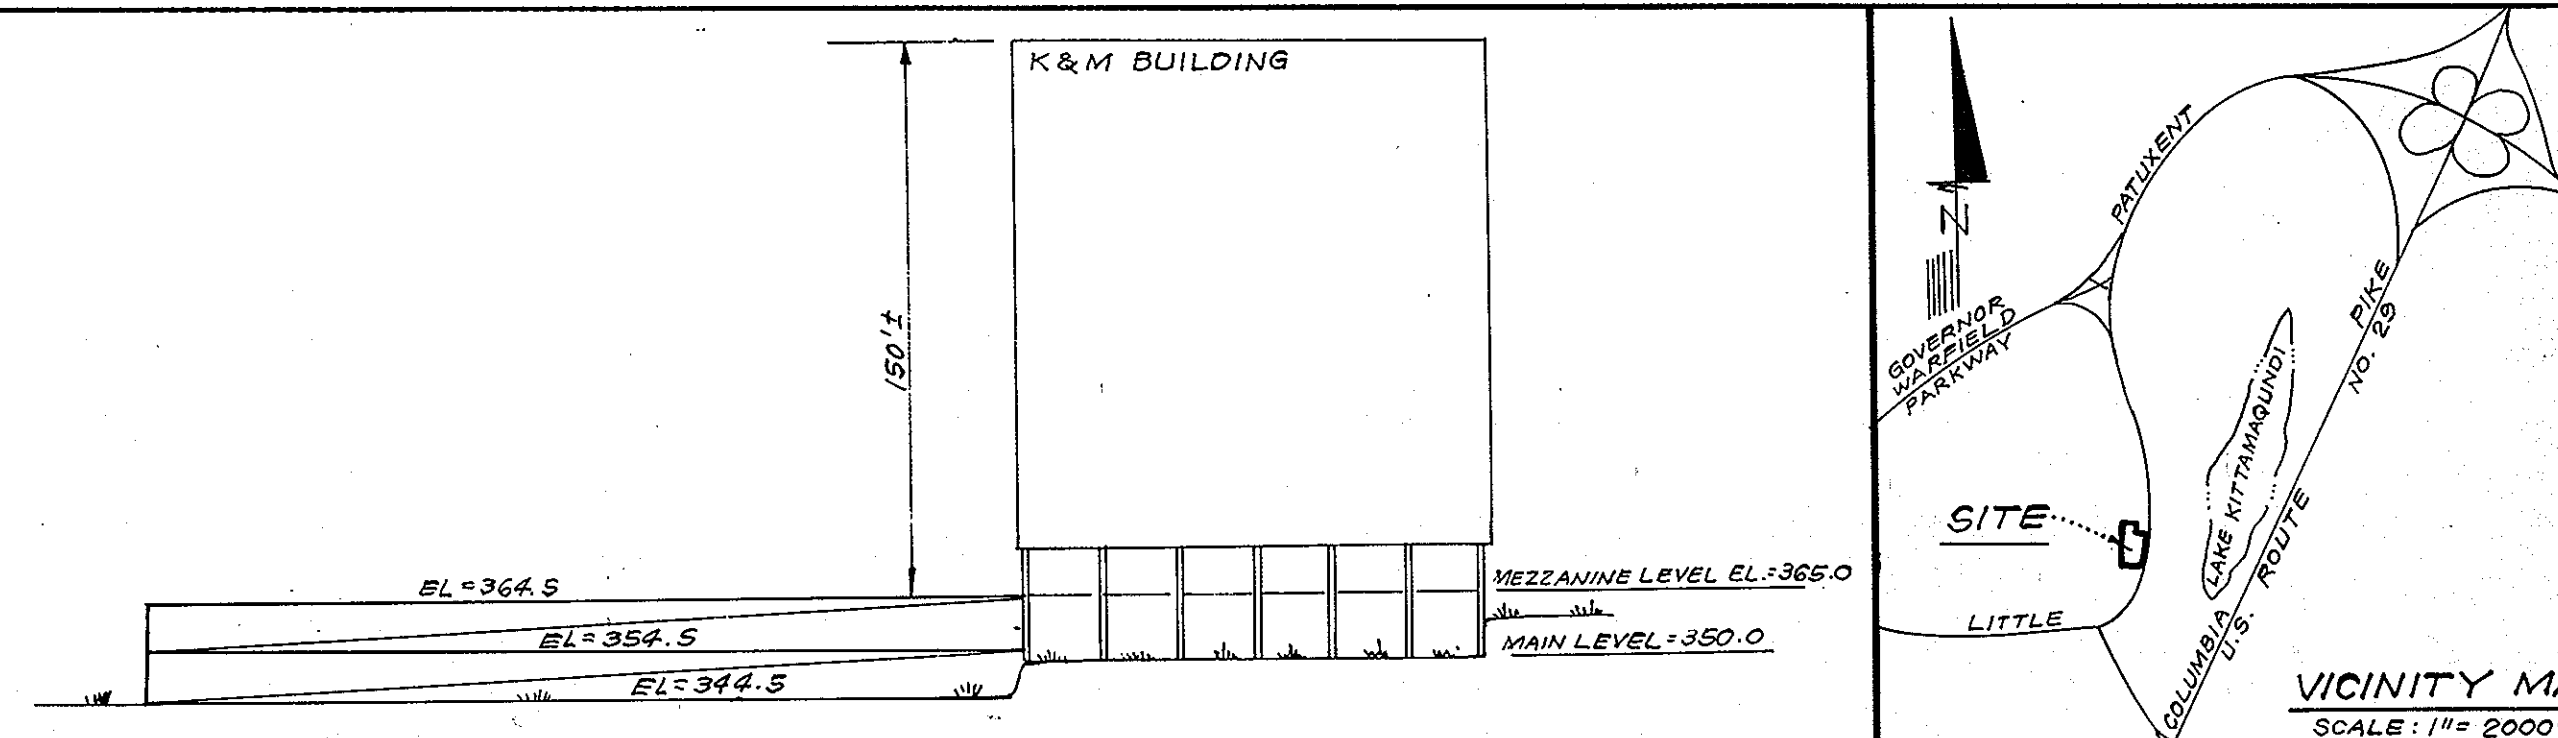 K & M BUILDING
150'±
EL = 364.5
EL = 354.5
EL = 344.5
MEZZANINE LEVEL EL. = 365.0
MAIN LEVEL = 350.0
N
PATUXENT
GOVERNOR
WARFIELD
PARKWAY
PIKE
NO. 29
LAKE KITTAMAQUNDI
SITE
ROUTE
LITTLE
COLUMBIA
U.S.
VICINITY MA
SCALE : 1" = 2000